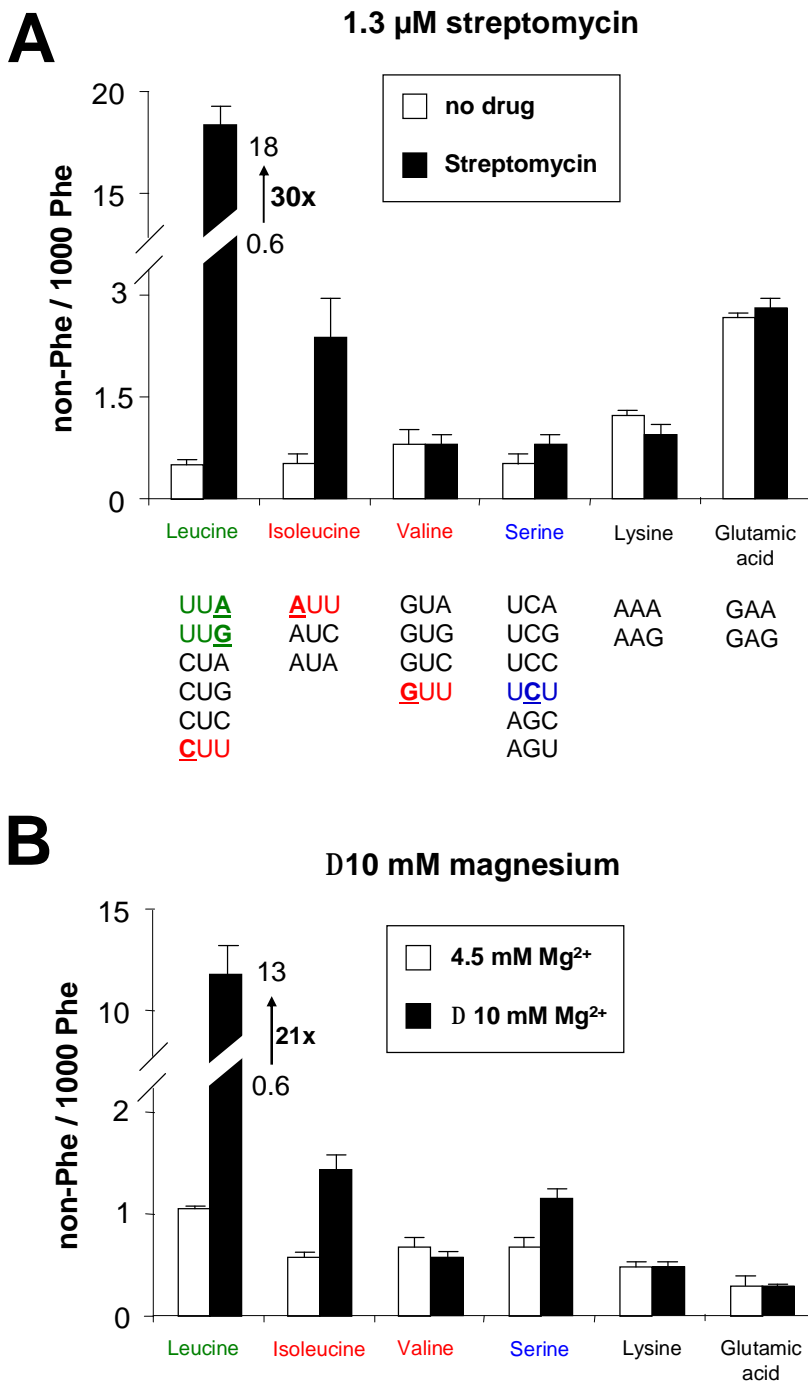 A
1.3 µM streptomycin
no drug
Streptomycin
non-Phe / 1000 Phe
20
15
3
1.5
0
18
30x
0.6
Leucine Isoleucine Valine Serine Lysine Glutamic acid
UUA AUU GUA UCA AAA GAA
UUG AUC GUG UCG AAG GAG
CUA AUA GUC UCC
CUG GUU UCU
CUC AGC
CUU AGU
B
D10 mM magnesium
4.5 mM Mg²⁺
D 10 mM Mg²⁺
non-Phe / 1000 Phe
15
10
2
1
0
13
21x
0.6
Leucine Isoleucine Valine Serine Lysine Glutamic acid